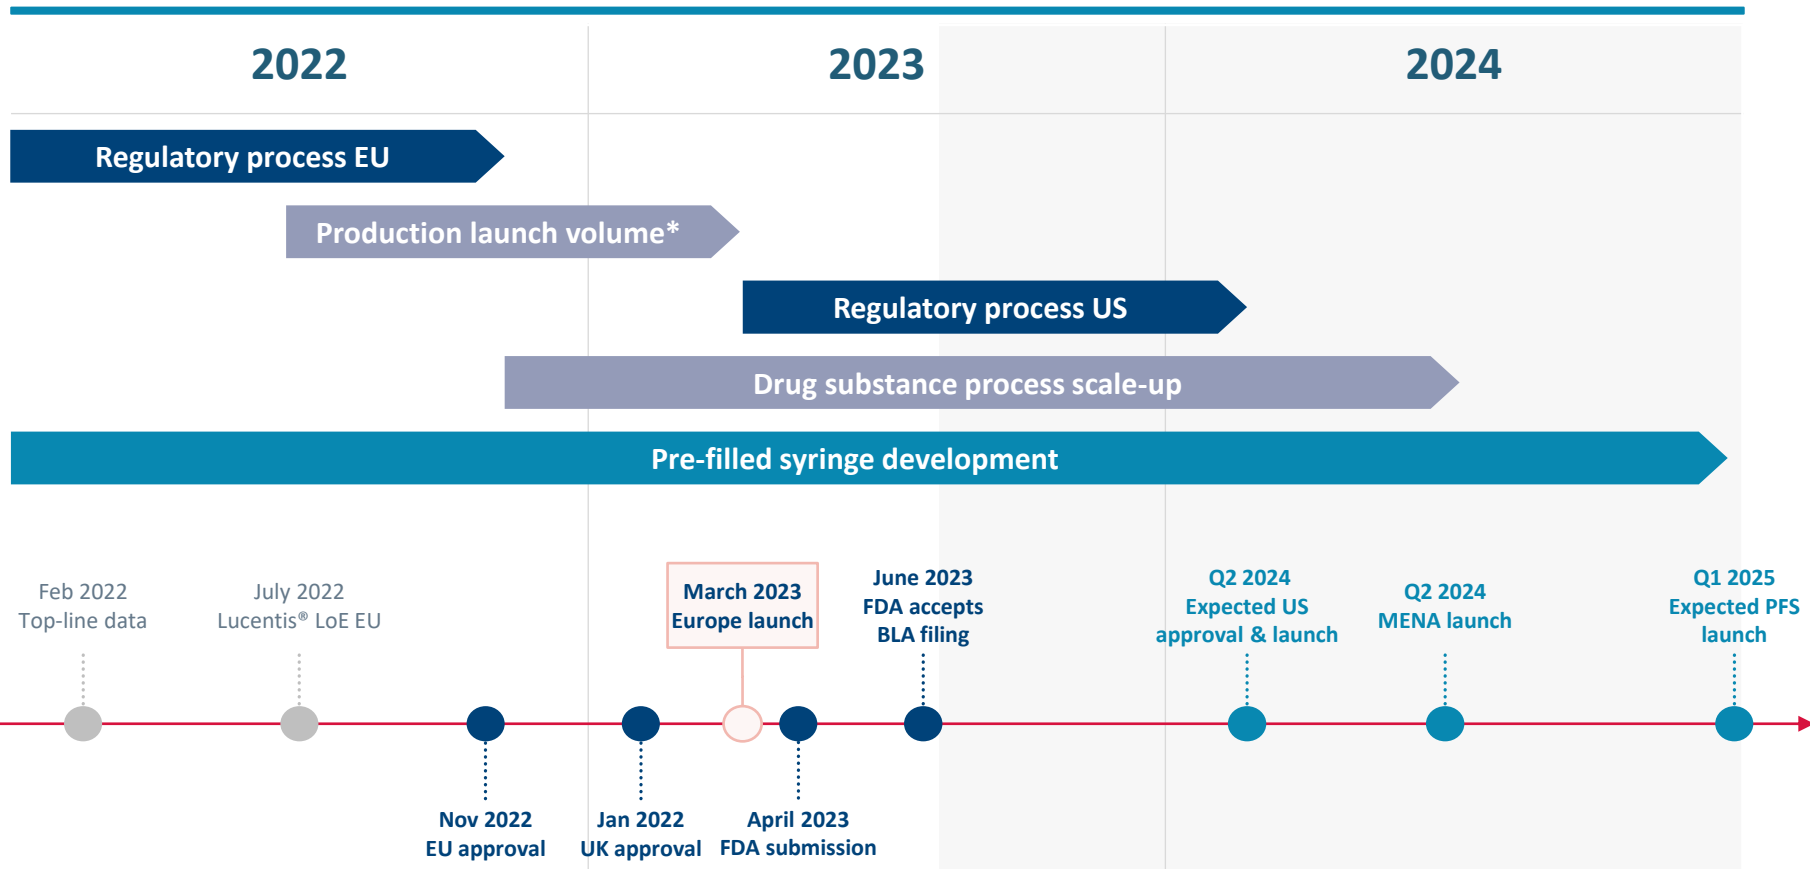 2022
2023
2024
Regulatory process EU
Production launch volume*
Regulatory process US
Drug substance process scale-up
Pre-filled syringe development
Feb 2022
Top-line data
July 2022
Lucentis® LoE EU
March 2023
Europe launch
June 2023
FDA accepts
BLA filing
Q2 2024
Expected US
approval & launch
Q2 2024
MENA launch
Q1 2025
Expected PFS
launch
Nov 2022
EU approval
Jan 2022
UK approval
April 2023
FDA submission